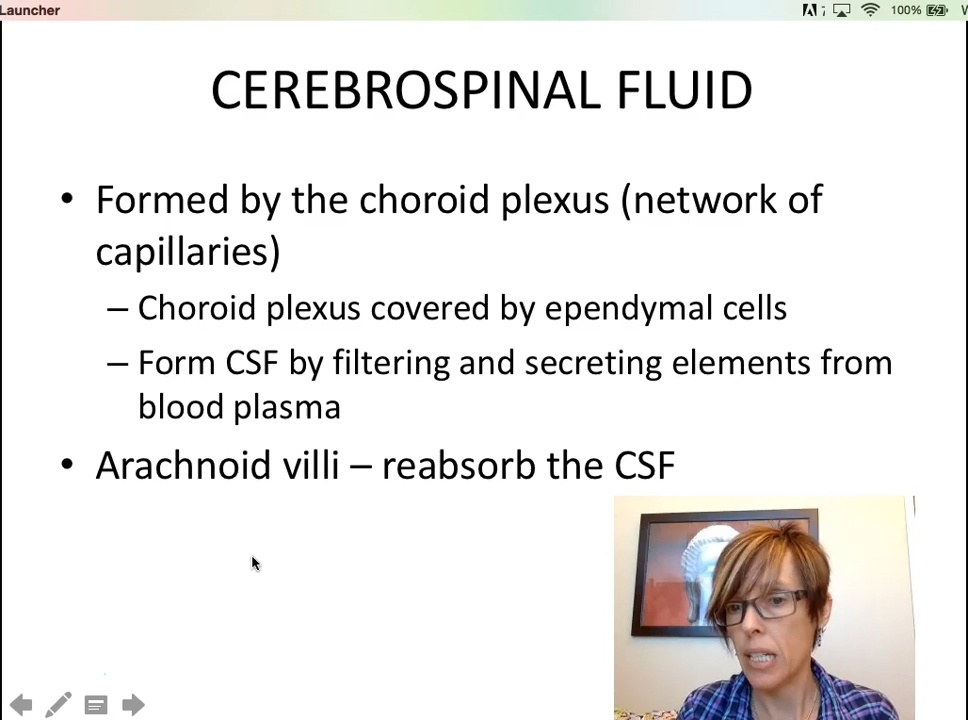 Launcher
7
100%
CEREBROSPINAL FLUID
• Formed by the choroid plexus (network of
capillaries)
– Choroid plexus covered by ependymal cells
– Form CSF by filtering and secreting elements from
blood plasma
• Arachnoid villi – reabsorb the CSF